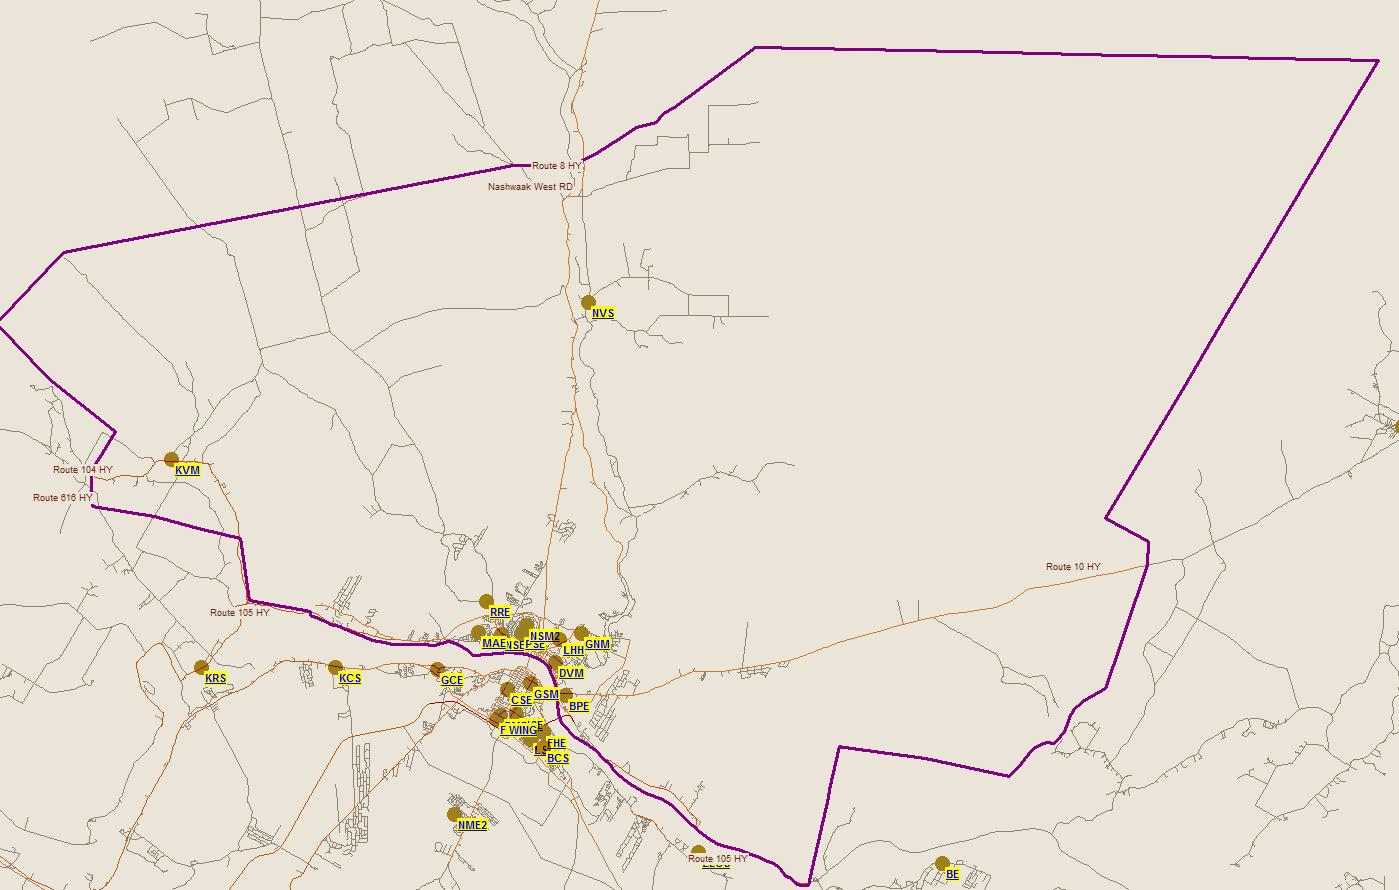 Route 8 HY
Nashwaak West RD
NVS
Route 104 HY
KVM
Route 616 HY
Route 10 HY
Route 105 HY
RRE
MAE
NSM2
LHH
GNM
KRS
KCS
GCE
DVM
CSE
GSM
BPE
F WING
FHE
BCS
NME2
Route 105 HY
BE